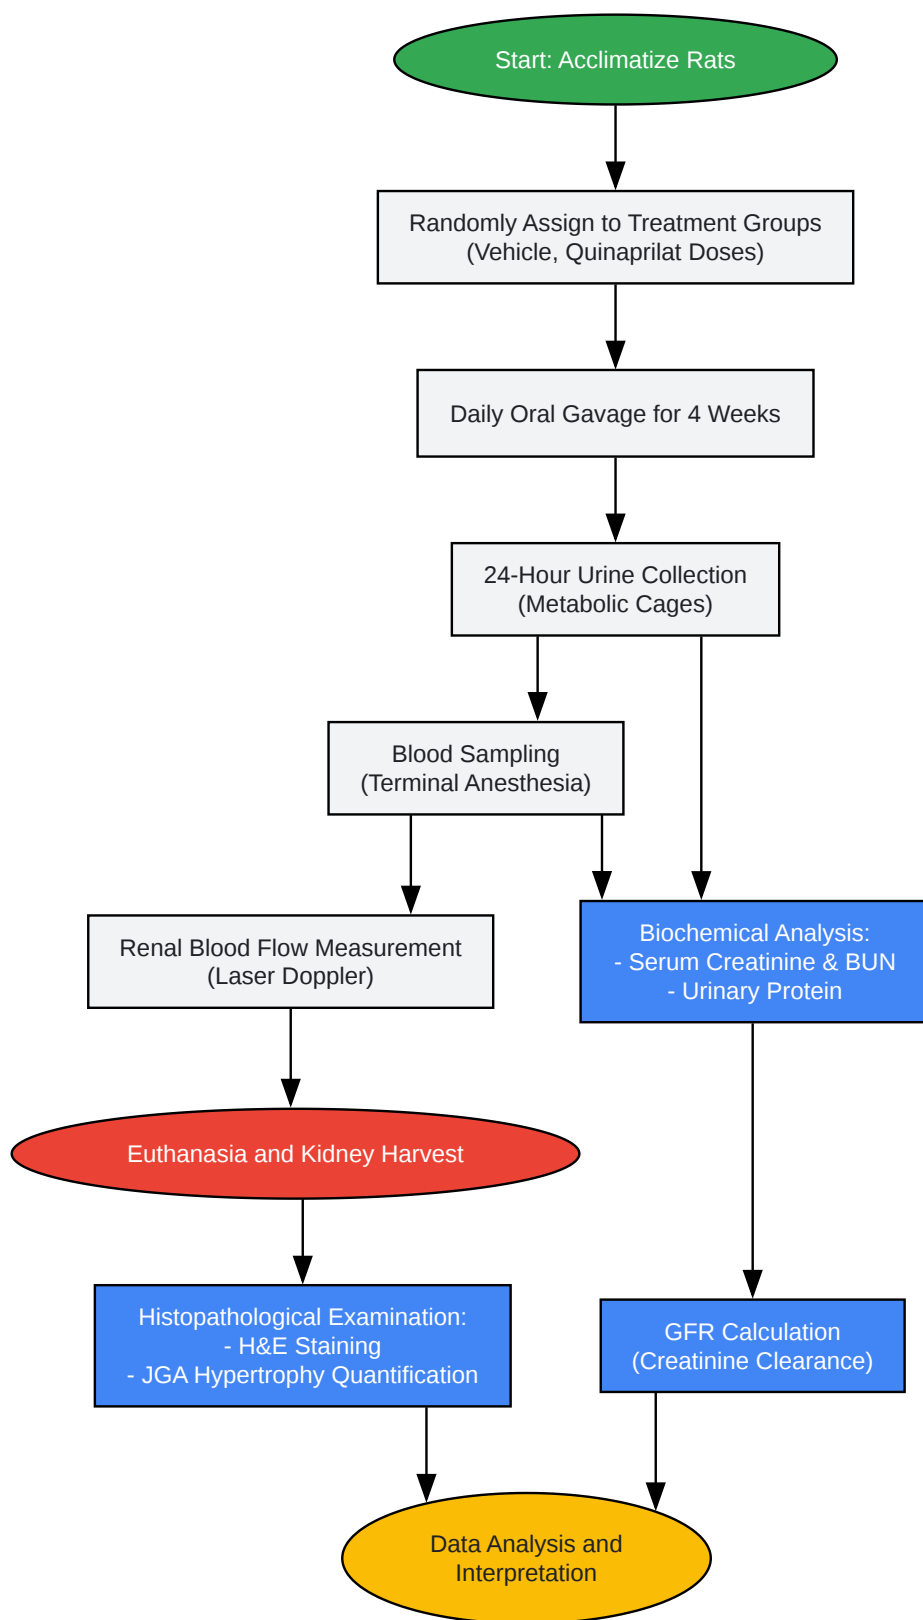 Start: Acclimatize Rats
Randomly Assign to Treatment Groups
(Vehicle, Quinaprilat Doses)
Daily Oral Gavage for 4 Weeks
24-Hour Urine Collection
(Metabolic Cages)
Blood Sampling
(Terminal Anesthesia)
Renal Blood Flow Measurement
(Laser Doppler)
Biochemical Analysis:
- Serum Creatinine & BUN
- Urinary Protein
Euthanasia and Kidney Harvest
Histopathological Examination:
- H&E Staining
- JGA Hypertrophy Quantification
GFR Calculation
(Creatinine Clearance)
Data Analysis and
Interpretation